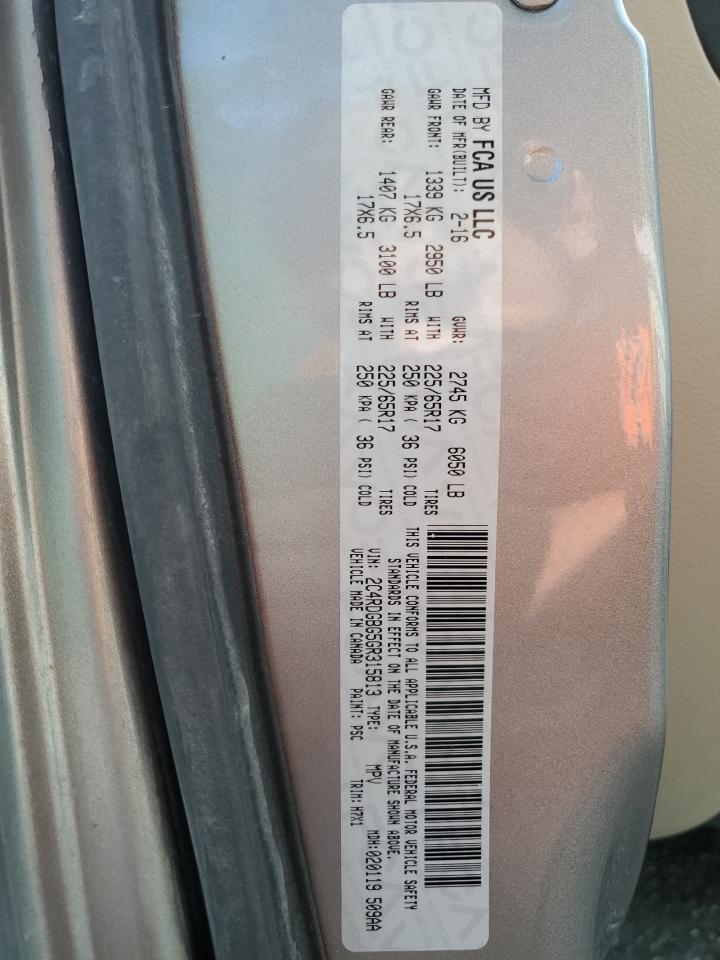 MFD BY FCA US LLC
DATE OF MFR(BUILT): 2-16 GVWR: 2745 KG 6050 LB
GAWR FRONT: 1339 KG 2950 LB WITH 225/65R17 TIRES
17X6.5 RIMS AT 250 KPA ( 36 PSI) COLD
GAWR REAR: 1407 KG 3100 LB WITH 225/65R17 TIRES
17X6.5 RIMS AT 250 KPA ( 36 PSI) COLD
THIS VEHICLE CONFORMS TO ALL APPLICABLE U.S.A. FEDERAL MOTOR VEHICLE SAFETY
STANDARDS IN EFFECT ON THE DATE OF MANUFACTURE SHOWN ABOVE.
VIN: 2C4RDGBG5GR315813 TYPE: MPV MDH:020119 509AA
VEHICLE MADE IN CANADA PAINT: PSC TRIM: H7X1